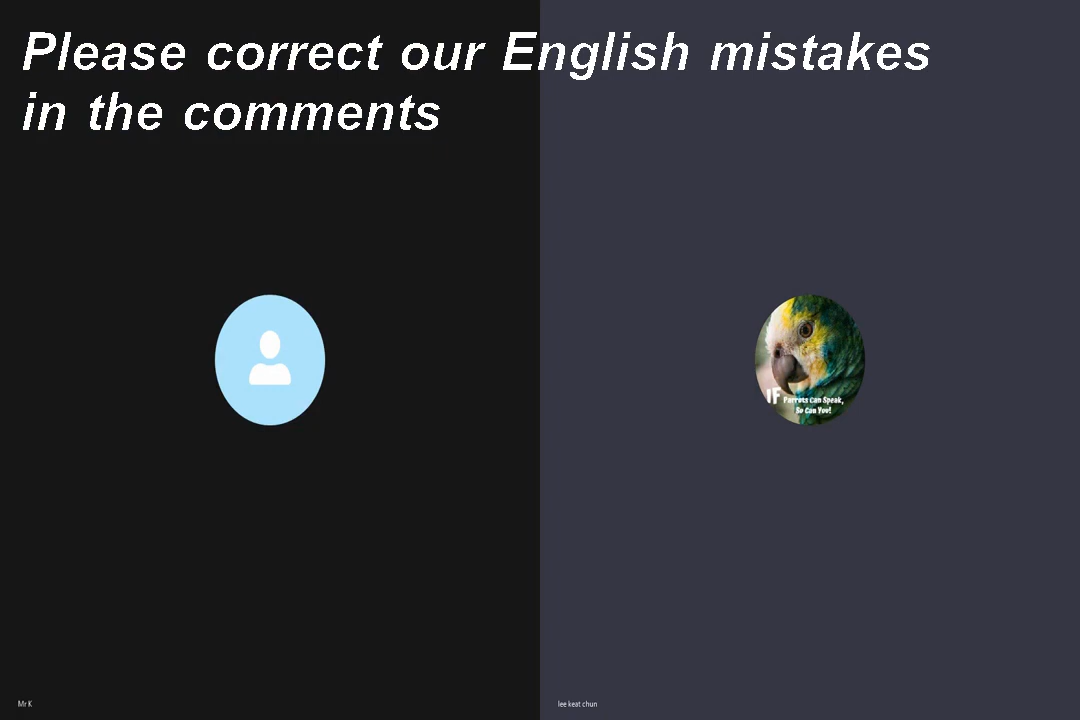 Please correct our English mistakes
in the comments
IF Parrots Can Speak,
So Can You!
Mr K
lee keat chun